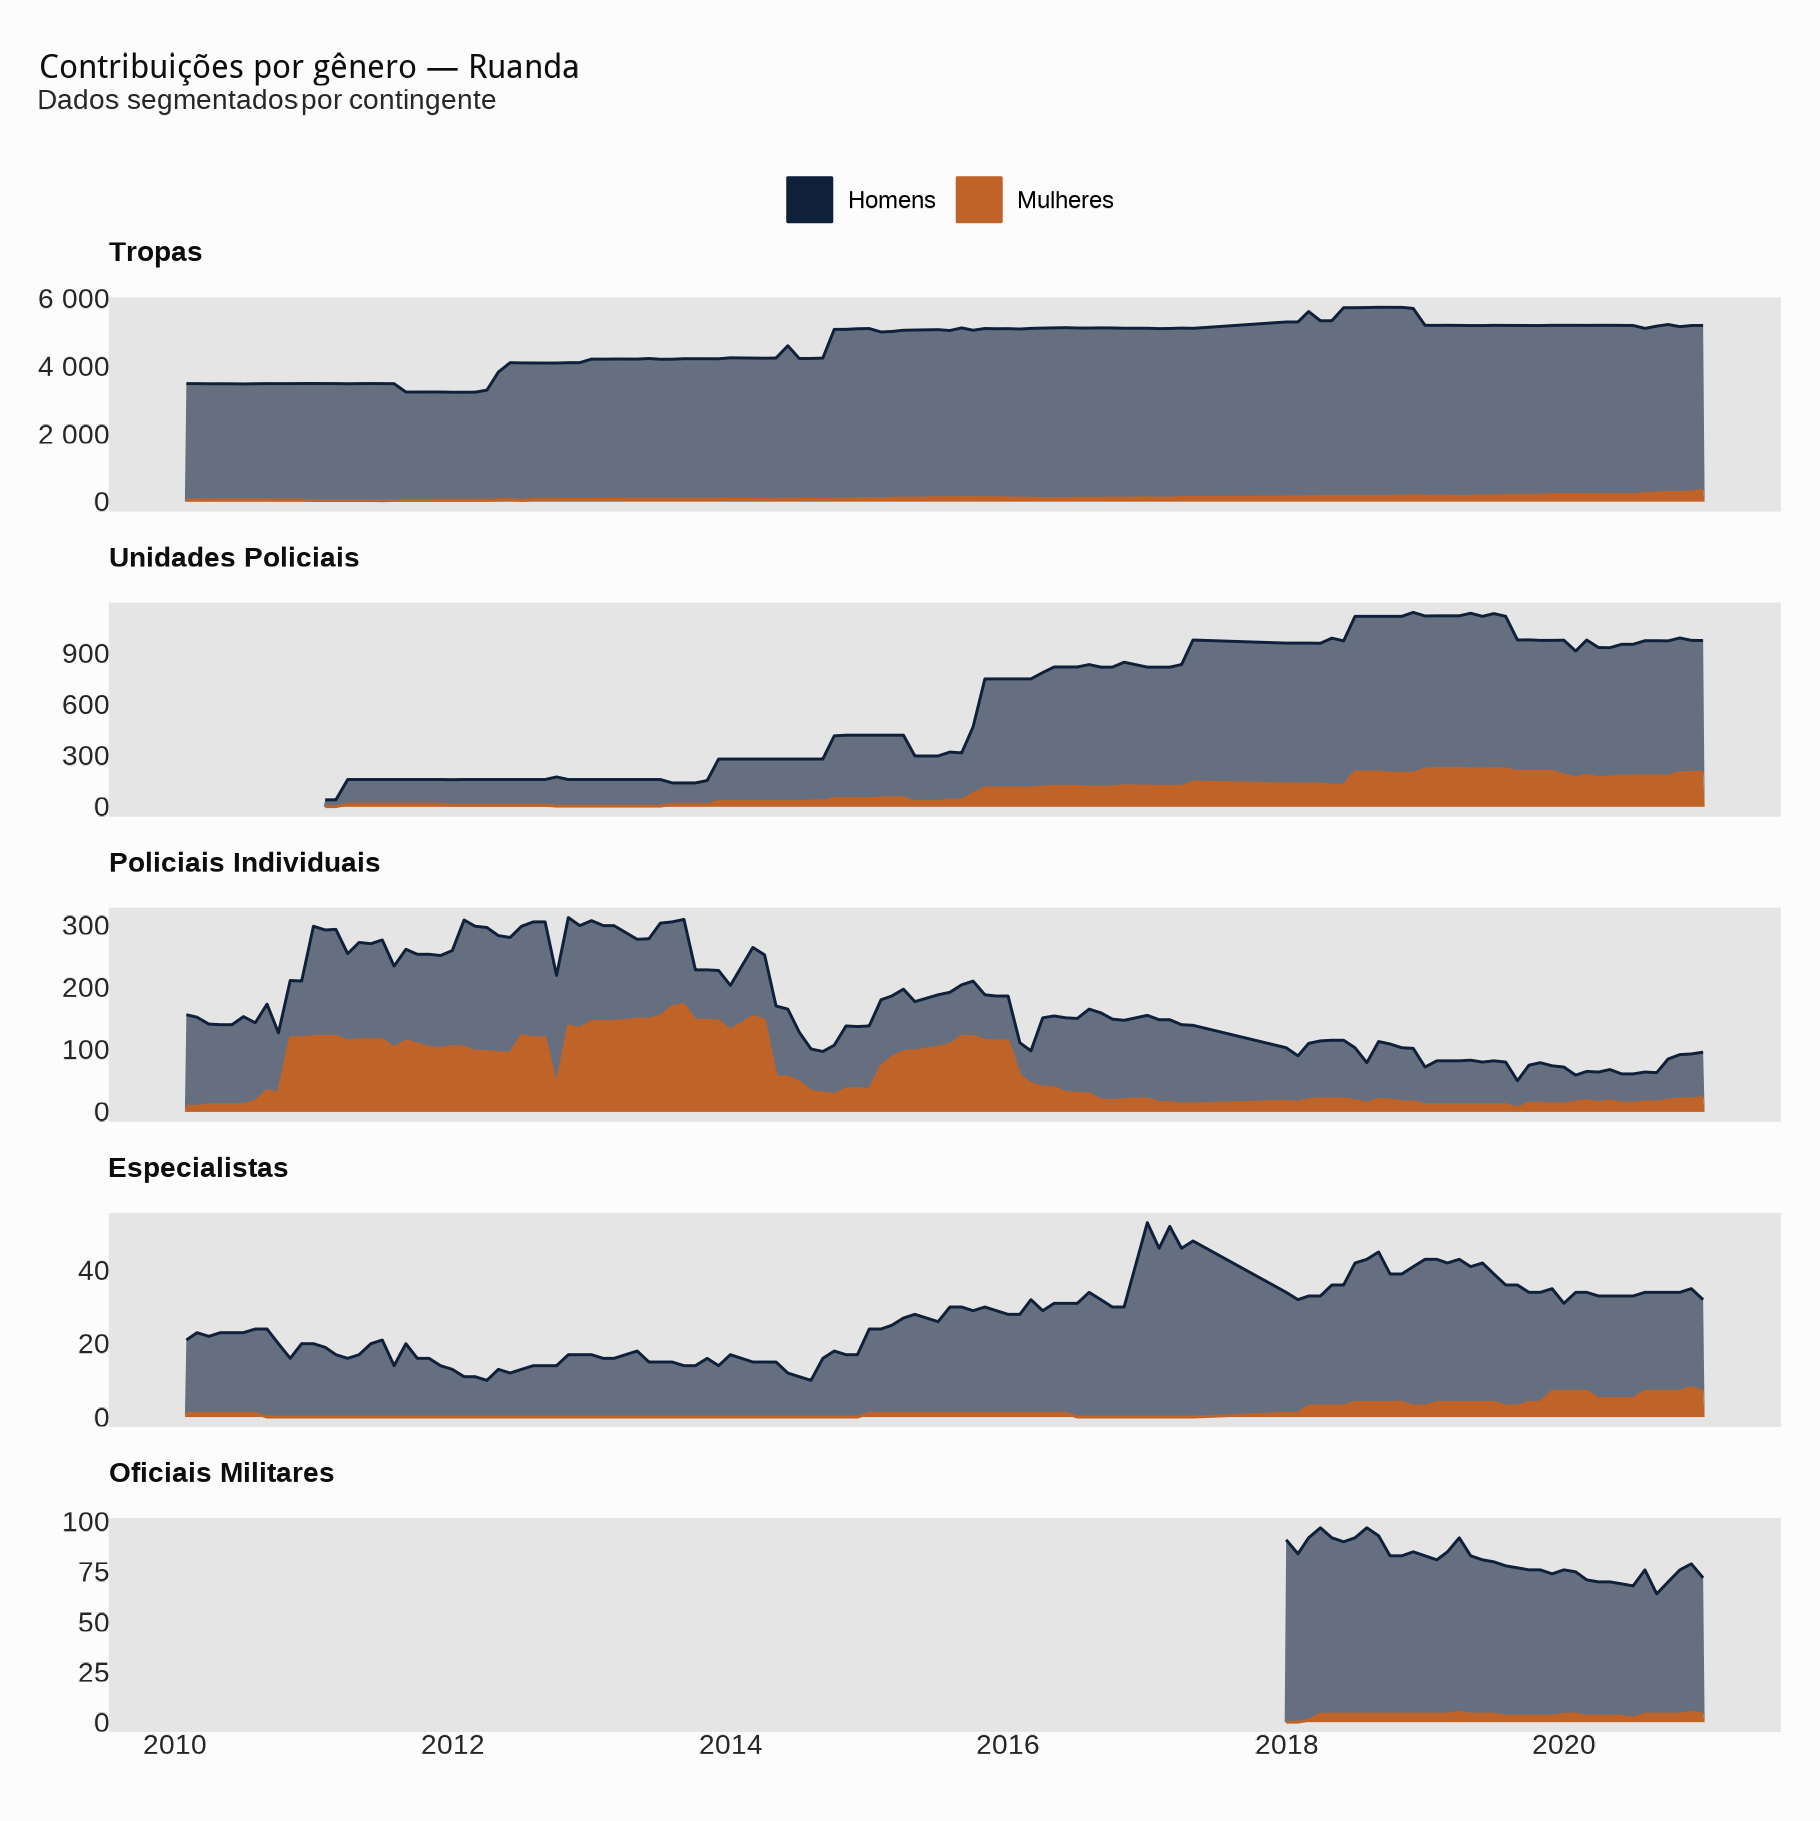 Contribuições por gênero — Ruanda
Dados segmentados por contingente
Homens Mulheres
Tropas
6 000
4 000
2 000
0
Unidades Policiais
900
600
300
0
Policiais Individuais
300
200
100
0
Especialistas
40
20
0
Oficiais Militares
100
75
50
25
0
2010 2012 2014 2016 2018 2020